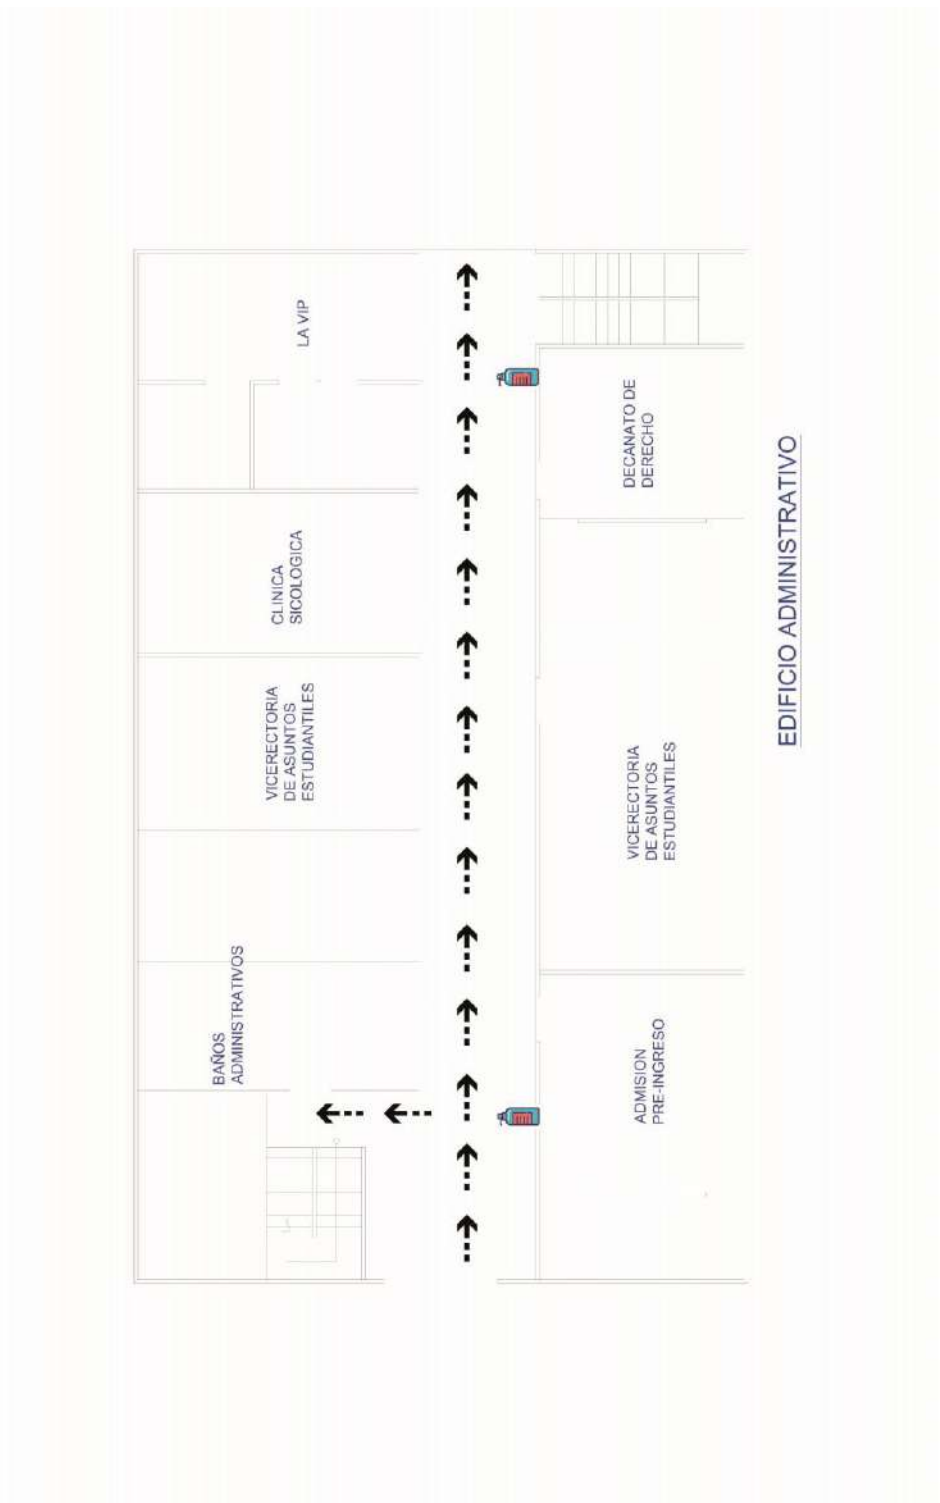 BAÑOS
ADMINISTRATIVOS
VICERECTORIA
DE ASUNTOS
ESTUDIANTILES
CLINICA
SICOLOGICA
LA VIP
ADMISION
PRE-INGRESO
VICERECTORIA
DE ASUNTOS
ESTUDIANTILES
DECANATO DE
DERECHO
EDIFICIO ADMINISTRATIVO